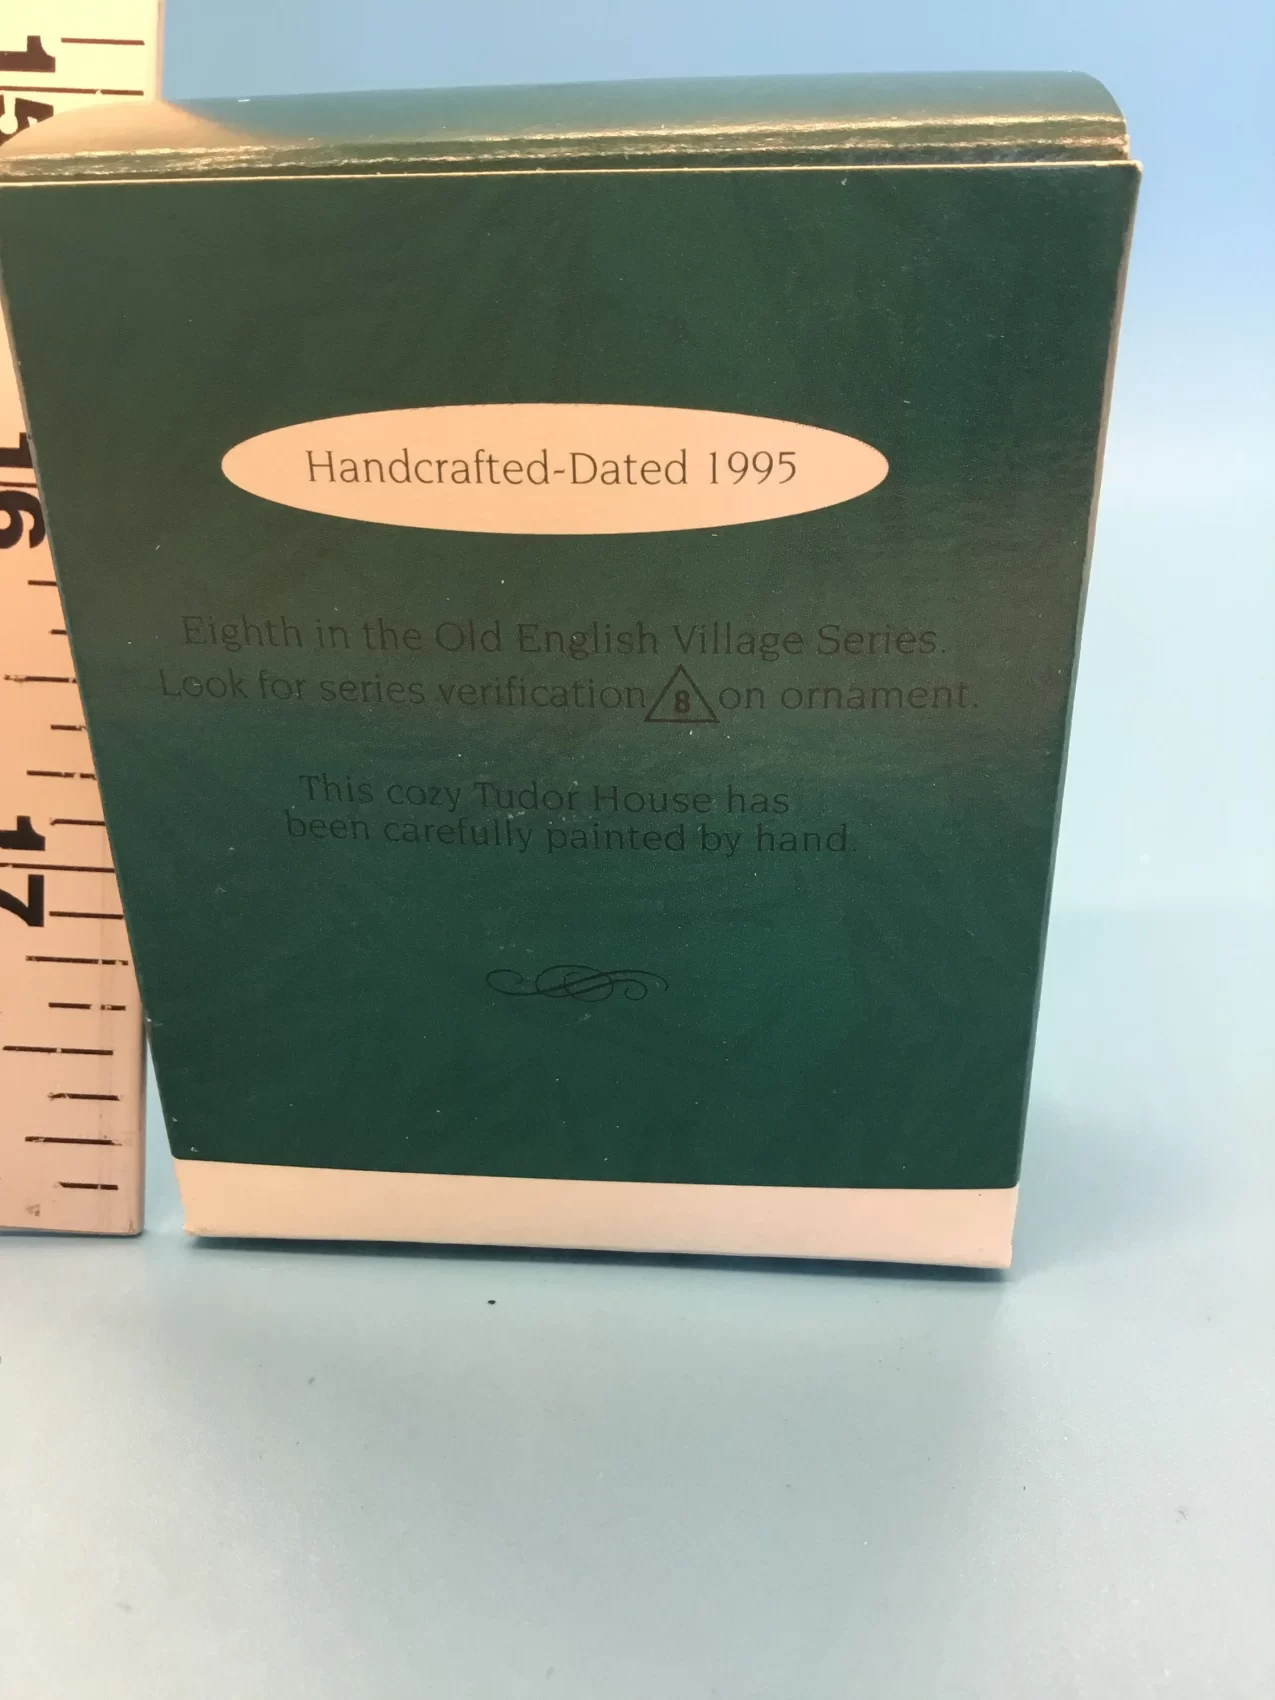 15
16
17
Handcrafted-Dated 1995
Eighth in the Old English Village Series.
Look for series verification 8 on ornament.
This cozy Tudor House has
been carefully painted by hand.